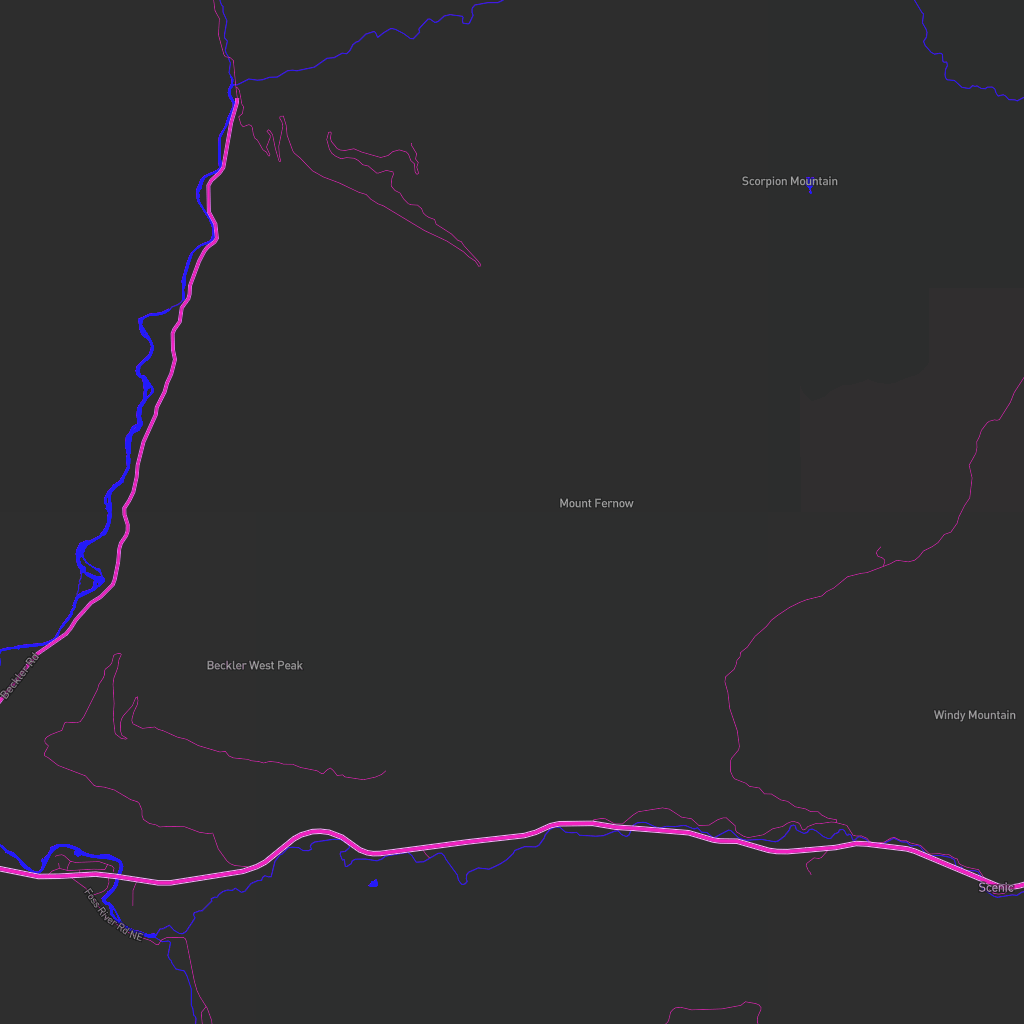 Scorpion Mountain
Mount Fernow
Beckler Rd
Beckler West Peak
Windy Mountain
Scenic
Foss River Rd NE